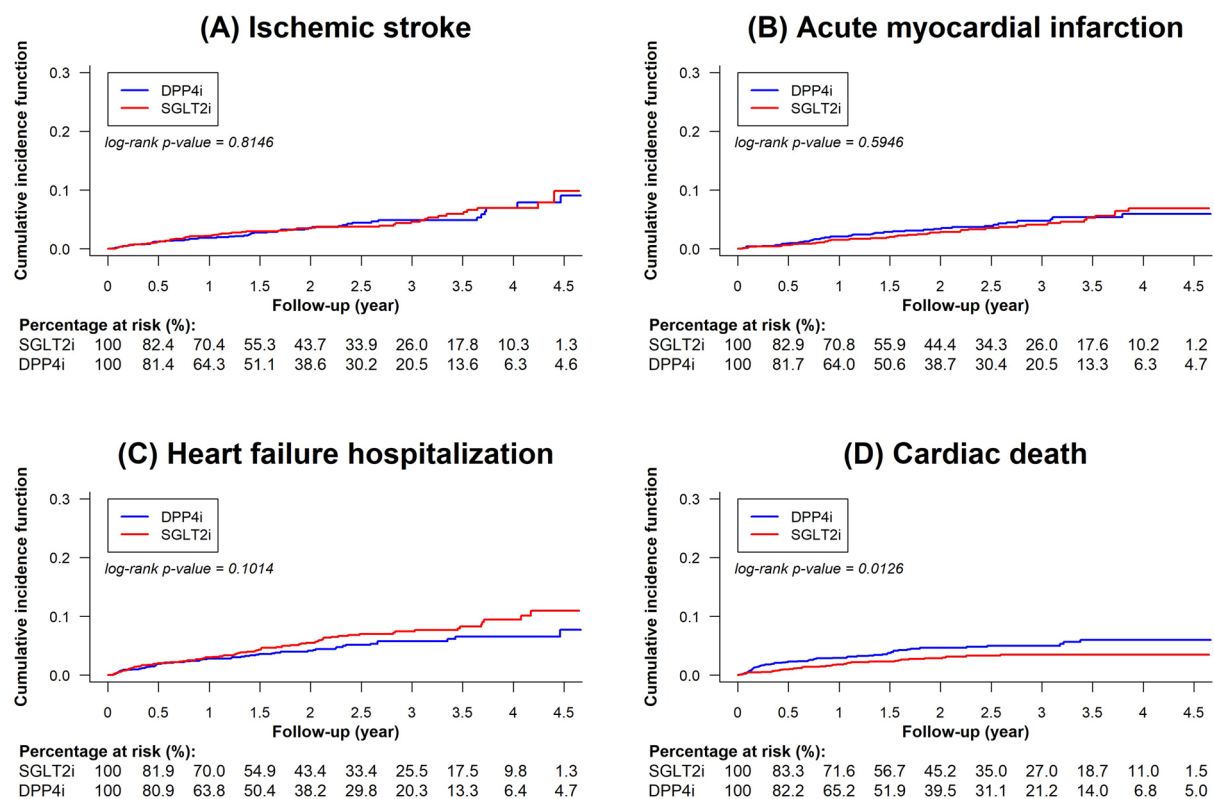 (A) Ischemic stroke
Cumulative incidence function
0.3
0.2
0.1
0.0
DPP4i
SGLT2i
log-rank p-value = 0.8146
0 0.5 1 1.5 2 2.5 3 3.5 4 4.5
Follow-up (year)
Percentage at risk (%):
SGLT2i 100 82.4 70.4 55.3 43.7 33.9 26.0 17.8 10.3 1.3
DPP4i 100 81.4 64.3 51.1 38.6 30.2 20.5 13.6 6.3 4.6
(B) Acute myocardial infarction
Cumulative incidence function
0.3
0.2
0.1
0.0
DPP4i
SGLT2i
log-rank p-value = 0.5946
0 0.5 1 1.5 2 2.5 3 3.5 4 4.5
Follow-up (year)
Percentage at risk (%):
SGLT2i 100 82.9 70.8 55.9 44.4 34.3 26.0 17.6 10.2 1.2
DPP4i 100 81.7 64.0 50.6 38.7 30.4 20.5 13.3 6.3 4.7
(C) Heart failure hospitalization
Cumulative incidence function
0.3
0.2
0.1
0.0
DPP4i
SGLT2i
log-rank p-value = 0.1014
0 0.5 1 1.5 2 2.5 3 3.5 4 4.5
Follow-up (year)
Percentage at risk (%):
SGLT2i 100 81.9 70.0 54.9 43.4 33.4 25.5 17.5 9.8 1.3
DPP4i 100 80.9 63.8 50.4 38.2 29.8 20.3 13.3 6.4 4.7
(D) Cardiac death
Cumulative incidence function
0.3
0.2
0.1
0.0
DPP4i
SGLT2i
log-rank p-value = 0.0126
0 0.5 1 1.5 2 2.5 3 3.5 4 4.5
Follow-up (year)
Percentage at risk (%):
SGLT2i 100 83.3 71.6 56.7 45.2 35.0 27.0 18.7 11.0 1.5
DPP4i 100 82.2 65.2 51.9 39.5 31.1 21.2 14.0 6.8 5.0